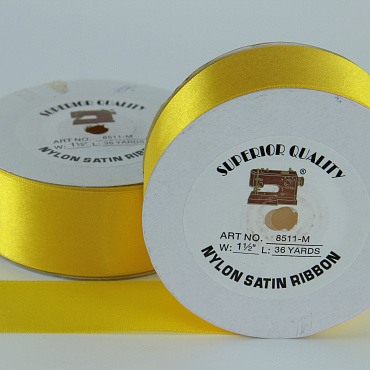 SUPERIOR QUALITY
ART NO. 8511-M
W: 1½" L: 36 YARDS
NYLON SATIN RIBBON
SUPERIOR QUALITY
®
ART NO. 8511-M
W: 1½" L: 36 YARDS
NYLON SATIN RIBBON